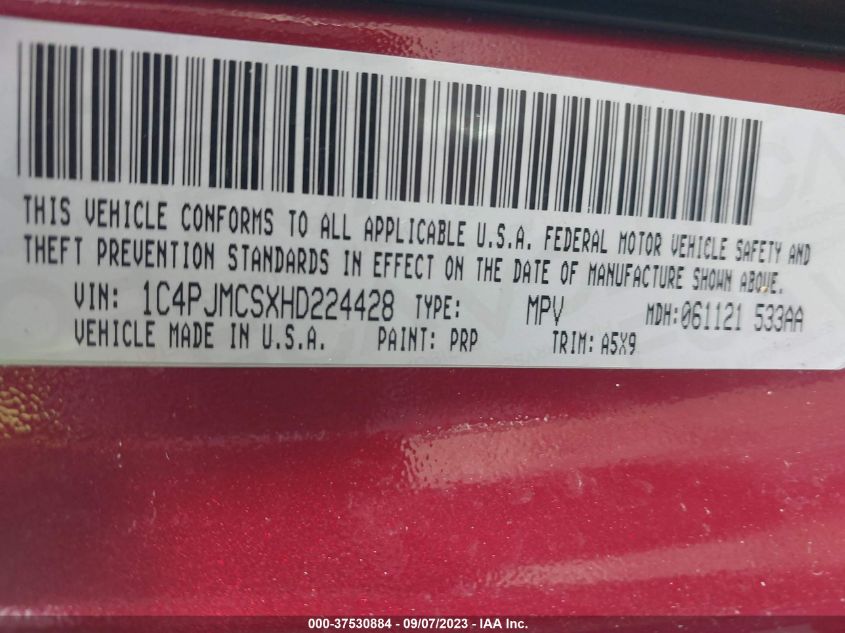 THIS VEHICLE CONFORMS TO ALL APPLICABLE U.S.A. FEDERAL MOTOR VEHICLE SAFETY AND
THEFT PREVENTION STANDARDS IN EFFECT ON THE DATE OF MANUFACTURE SHOWN ABOVE.
VIN: 1C4PJMCSXHD224428 TYPE: MPV MDH:061121 533AA
VEHICLE MADE IN U.S.A. PAINT: PRP TRIM: A5X9
000-37530884 - 09/07/2023 - IAA Inc.